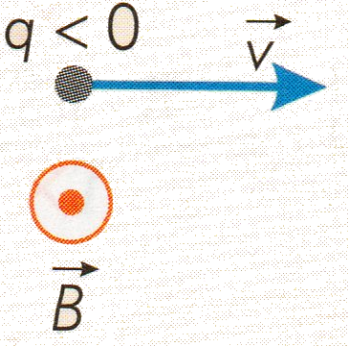 q < 0
v⃗
B⃗